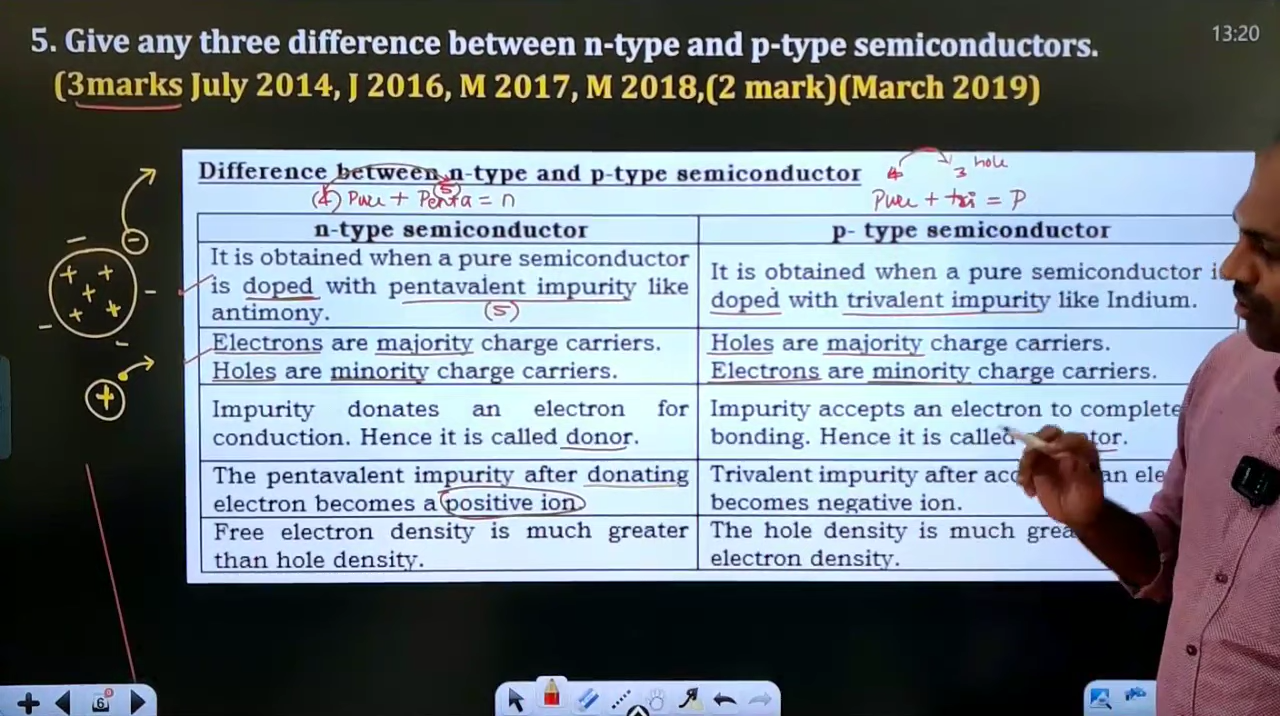 5. Give any three difference between n-type and p-type semiconductors.
13:20
(3marks July 2014, J 2016, M 2017, M 2018,(2 mark)(March 2019)
Difference between n-type and p-type semiconductor
4 3 hole
(4) Pure + Penta = n
(5)
Pure + tri = P
n-type semiconductor
p- type semiconductor
It is obtained when a pure semiconductor
is doped with pentavalent impurity like
antimony.
(5)
It is obtained when a pure semiconductor
doped with trivalent impurity like Indium.
Electrons are majority charge carriers.
Holes are minority charge carriers.
Holes are majority charge carriers.
Electrons are minority charge carriers.
Impurity donates an electron for
conduction. Hence it is called donor.
Impurity accepts an electron to complete
bonding. Hence it is called
The pentavalent impurity after donating
electron becomes a positive ion
Trivalent impurity after
becomes negative ion.
Free electron density is much greater
than hole density.
The hole density is much
electron density.
+ +
+
+ +
+
6